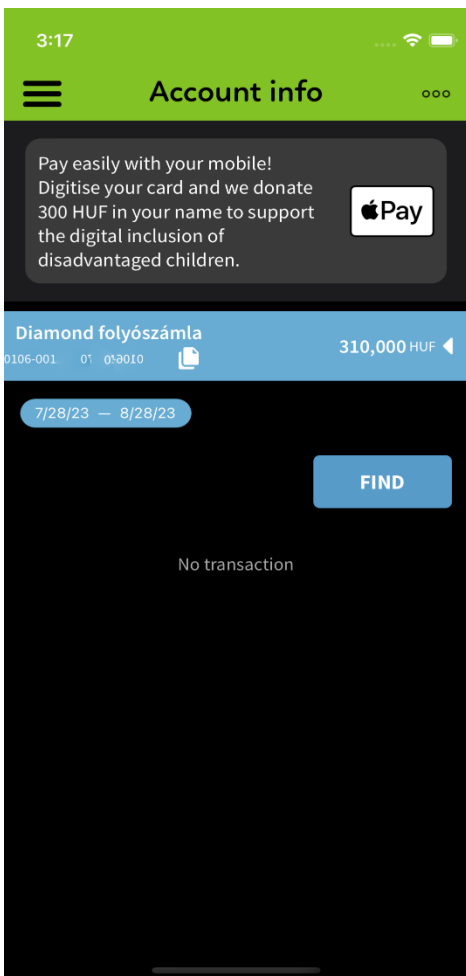 3:17
Account info
Pay easily with your mobile!
Digitise your card and we donate
300 HUF in your name to support
the digital inclusion of
disadvantaged children.
Pay
Diamond folyószámla
310,000 HUF
0106-001
7/28/23 — 8/28/23
FIND
No transaction